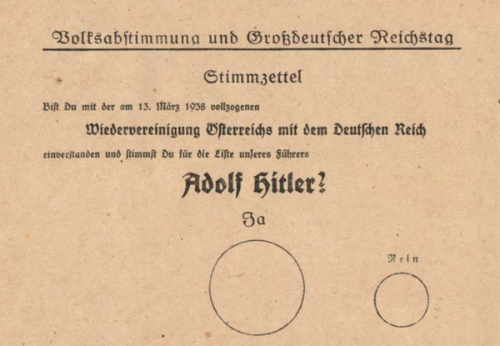 Volksabstimmung und Großdeutscher Reichstag
Stimmzettel
Bist Du mit der am 13. März 1938 vollzogenen
Wiedervereinigung Österreichs mit dem Deutschen Reich
einverstanden und stimmst Du für die Liste unseres Führers
Adolf Hitler?
Ja
Nein